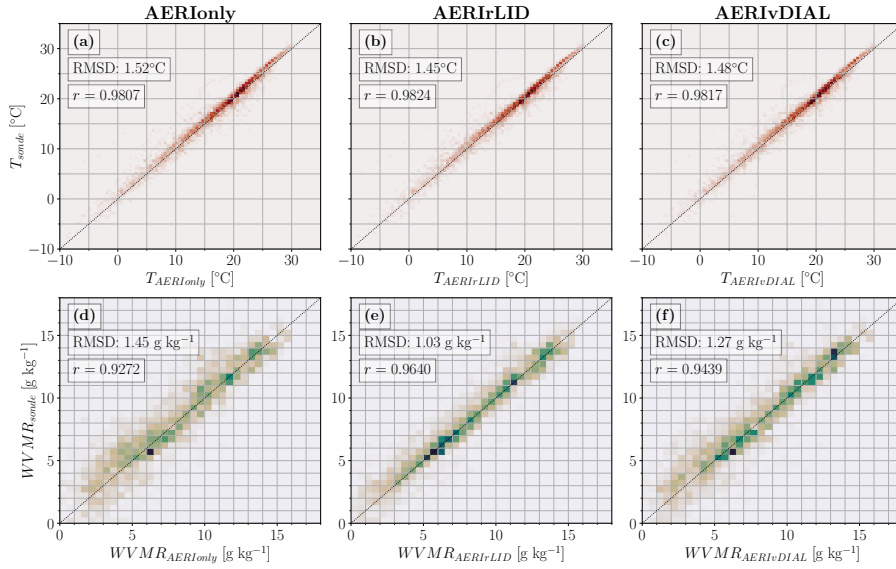 AERIonly AERIrLID AERIvDIAL
(a) (b) (c)
RMSD: 1.52°C RMSD: 1.45°C RMSD: 1.48°C
r = 0.9807 r = 0.9824 r = 0.9817
30
20
10
0
−10
T_sonde [°C]
−10 0 10 20 30 −10 0 10 20 30 −10 0 10 20 30
T_AERIonly [°C] T_AERIrLID [°C] T_AERIvDIAL [°C]
(d) (e) (f)
RMSD: 1.45 g kg⁻¹ RMSD: 1.03 g kg⁻¹ RMSD: 1.27 g kg⁻¹
r = 0.9272 r = 0.9640 r = 0.9439
15
10
5
0
WVMR_sonde [g kg⁻¹]
0 5 10 15 0 5 10 15 0 5 10 15
WVMR_AERIonly [g kg⁻¹] WVMR_AERIrLID [g kg⁻¹] WVMR_AERIvDIAL [g kg⁻¹]